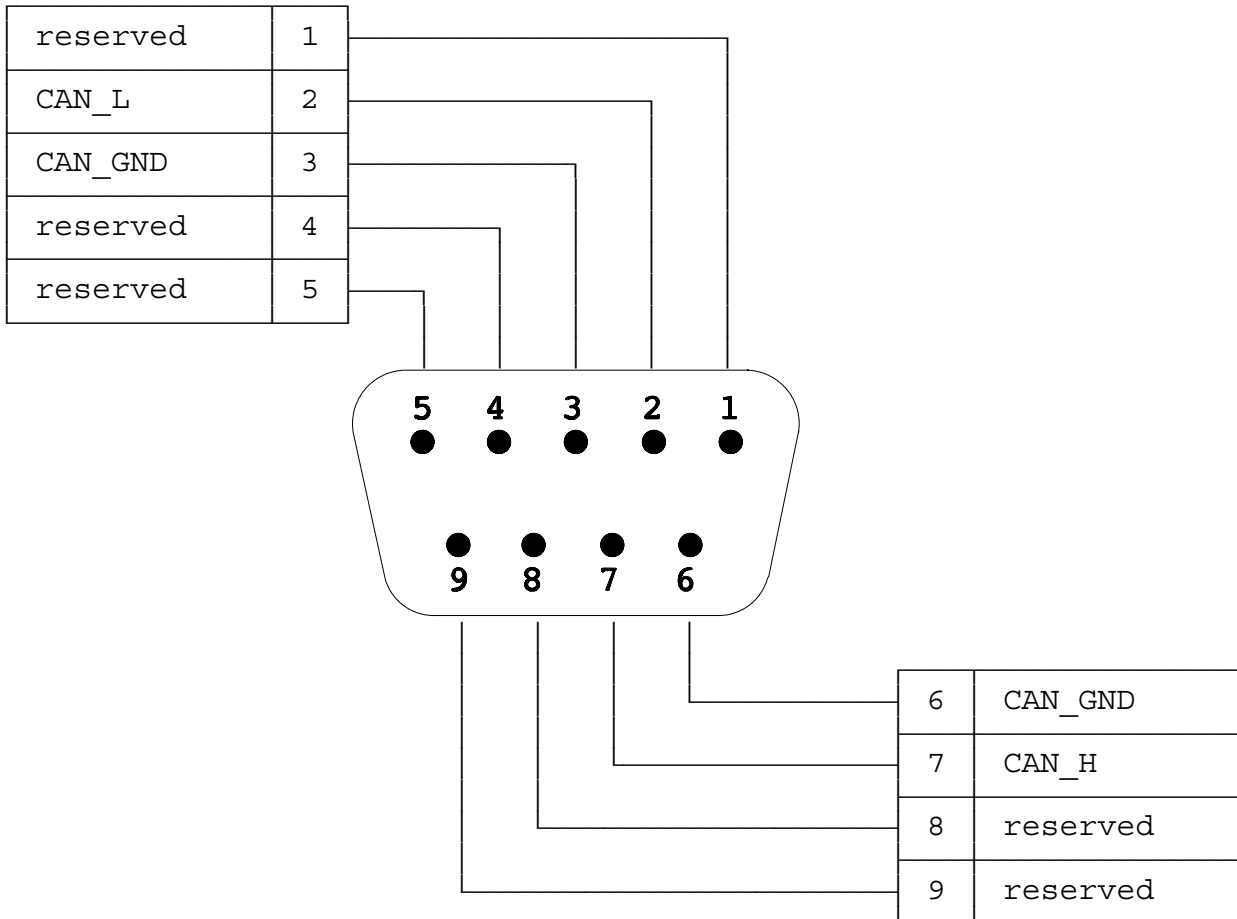 reserved 1
CAN_L 2
CAN_GND 3
reserved 4
reserved 5
5 4 3 2 1
9 8 7 6
6 CAN_GND
7 CAN_H
8 reserved
9 reserved